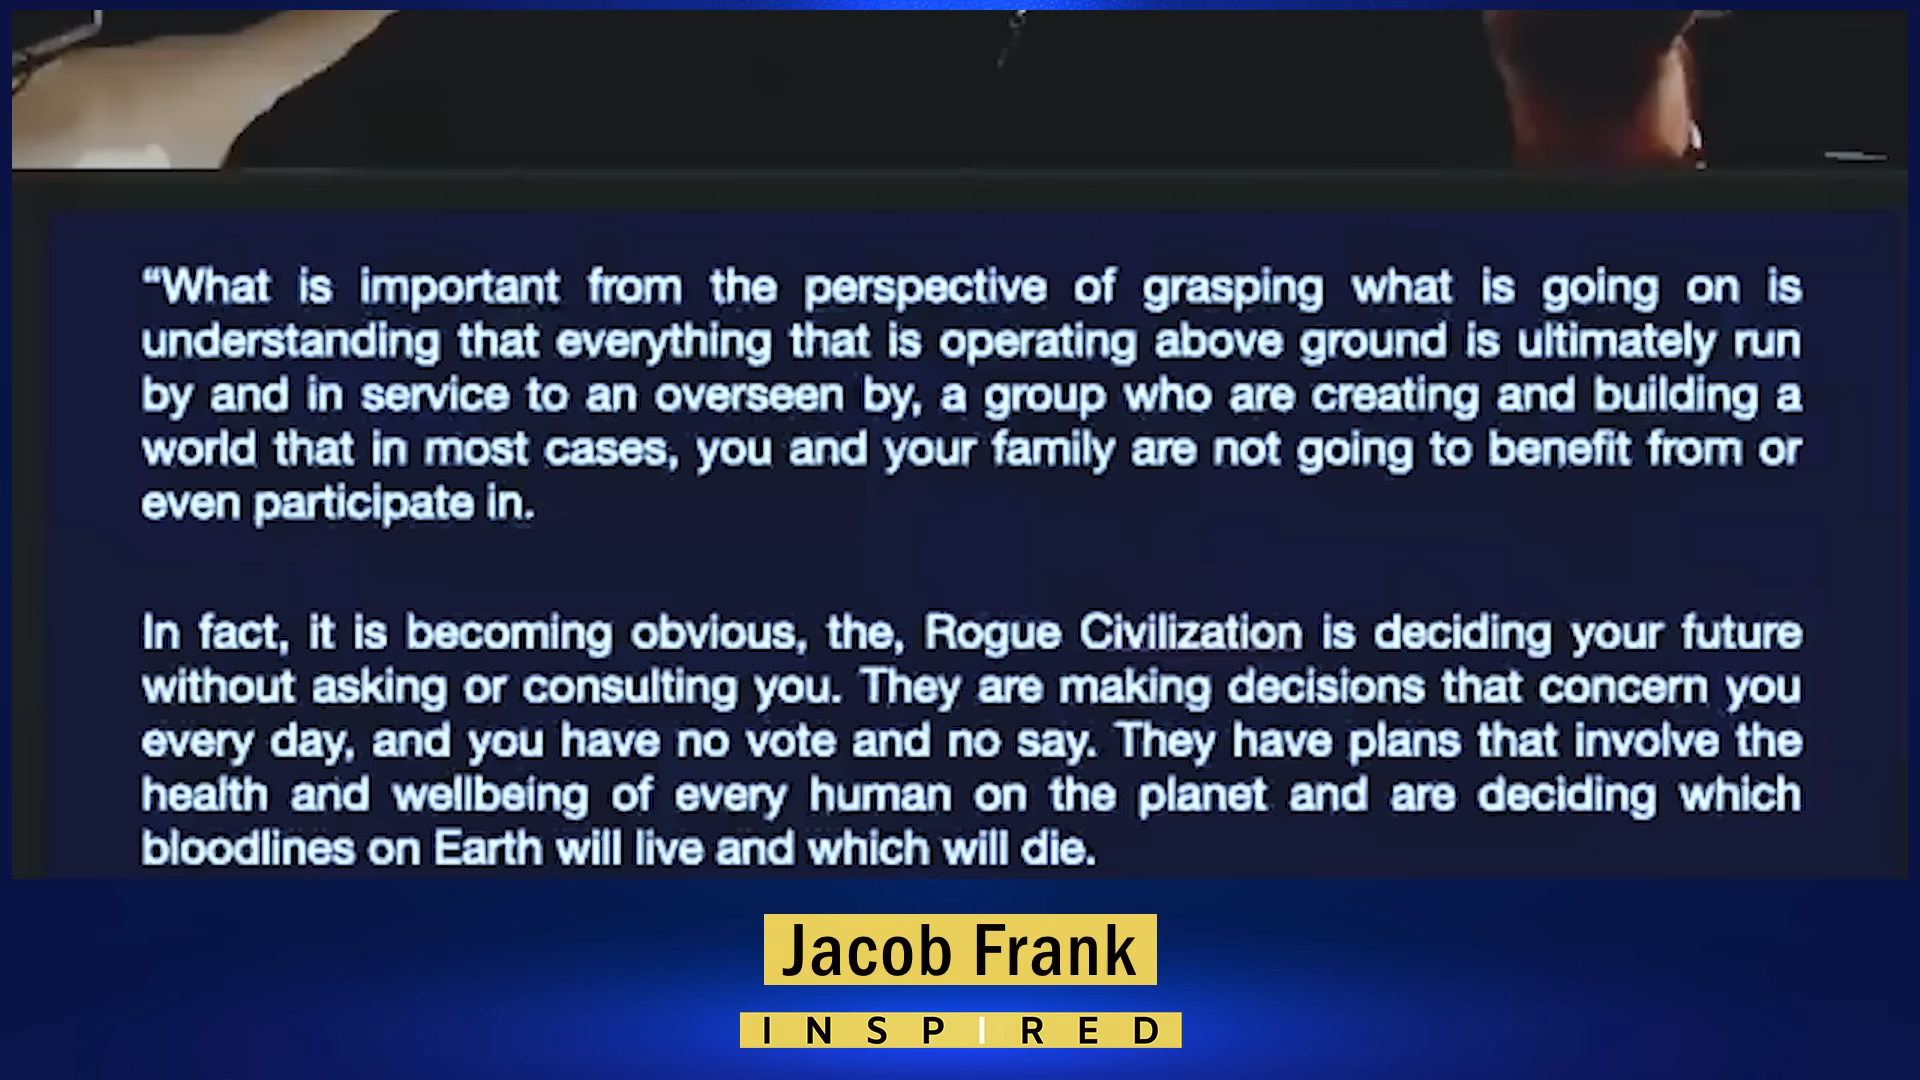 “What is important from the perspective of grasping what is going on is
understanding that everything that is operating above ground is ultimately run
by and in service to an overseen by, a group who are creating and building a
world that in most cases, you and your family are not going to benefit from or
even participate in.
In fact, it is becoming obvious, the, Rogue Civilization is deciding your future
without asking or consulting you. They are making decisions that concern you
every day, and you have no vote and no say. They have plans that involve the
health and wellbeing of every human on the planet and are deciding which
bloodlines on Earth will live and which will die.
Jacob Frank
INSPIRED